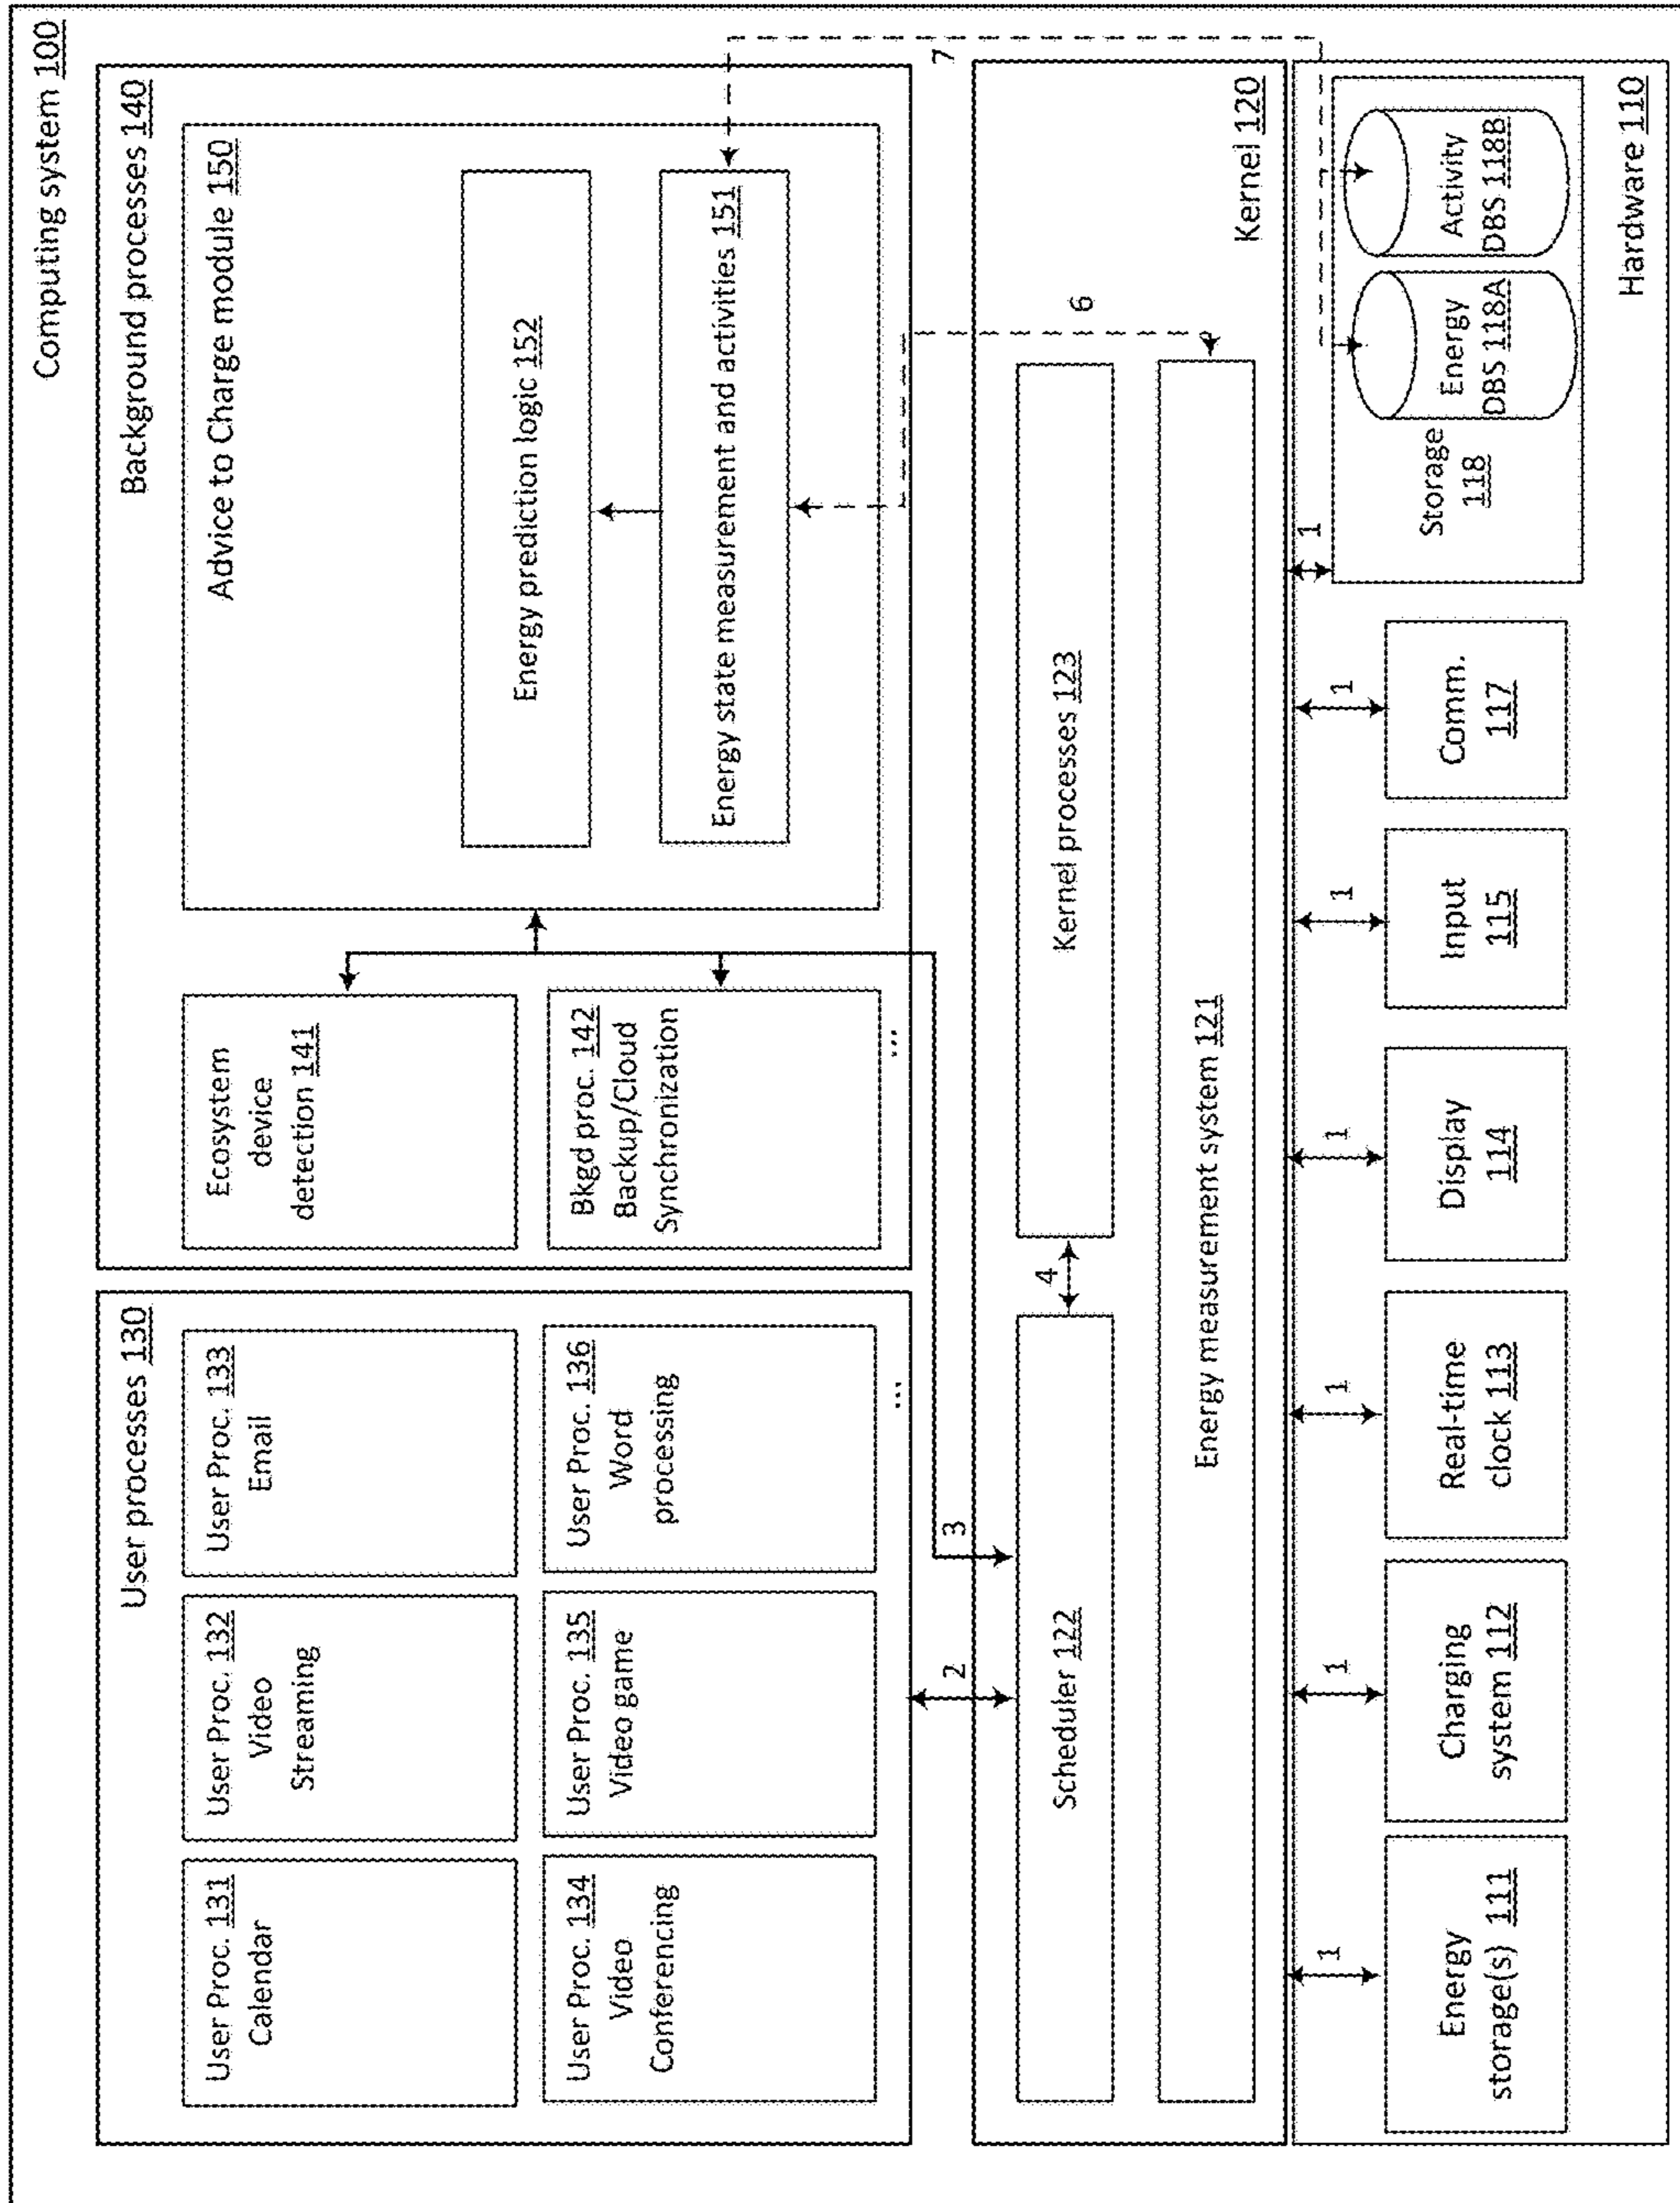 Computing system 100
User processes 130
User Proc. 131
Calendar
User Proc. 132
Video
Streaming
User Proc. 133
Email
User Proc. 134
Video
Conferencing
User Proc. 135
Video game
User Proc. 136
Word
processing
...
Background processes 140
Ecosystem
device
detection 141
Bkgd proc. 142
Backup/Cloud
Synchronization
...
Advice to Charge module 150
Energy prediction logic 152
Energy state measurement and activities 151
2
3
6
7
Scheduler 122
4
Kernel processes 123
Energy measurement system 121
Kernel 120
1
1
1
1
1
1
1
Energy
storage(s) 111
Charging
system 112
Real-time
clock 113
Display
114
Input
115
Comm.
117
Storage
118
Energy
DBS 118A
Activity
DBS 118B
Hardware 110